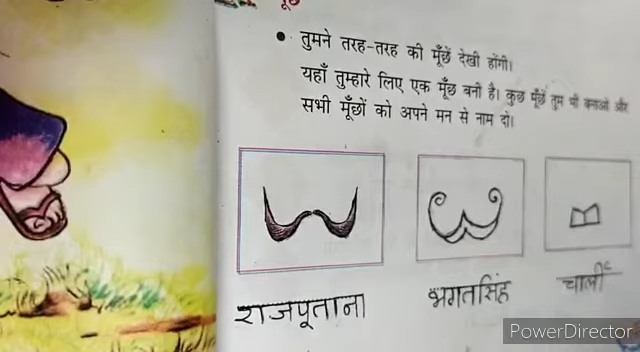 तुमने तरह-तरह की मूँछें देखी होंगी।
यहाँ तुम्हारे लिए एक मूँछ बनी है। कुछ मूँछें तुम भी बनाओ और
सभी मूँछों को अपने मन से नाम दो।
राजपूताना भगतसिंह चार्ली
PowerDirector